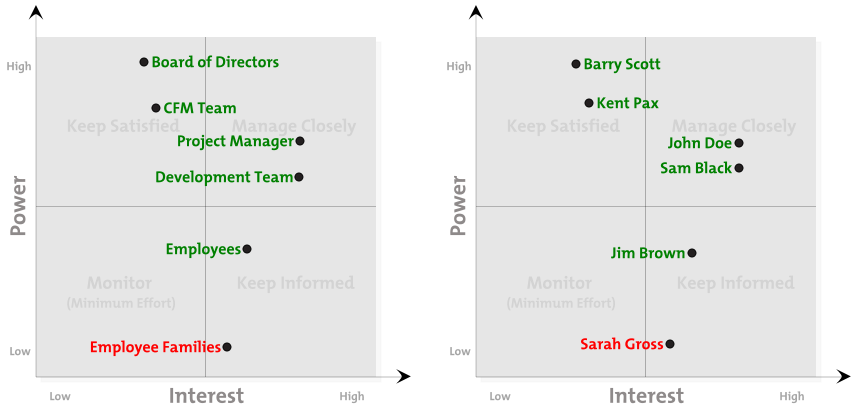 High
Board of Directors
CFM Team
Keep Satisfied
Manage Closely
Project Manager
Development Team
Power
Employees
Monitor
(Minimum Effort)
Keep Informed
Employee Families
Low
Low
Interest
High
High
Barry Scott
Kent Pax
Keep Satisfied
Manage Closely
John Doe
Sam Black
Power
Jim Brown
Monitor
(Minimum Effort)
Keep Informed
Sarah Gross
Low
Low
Interest
High